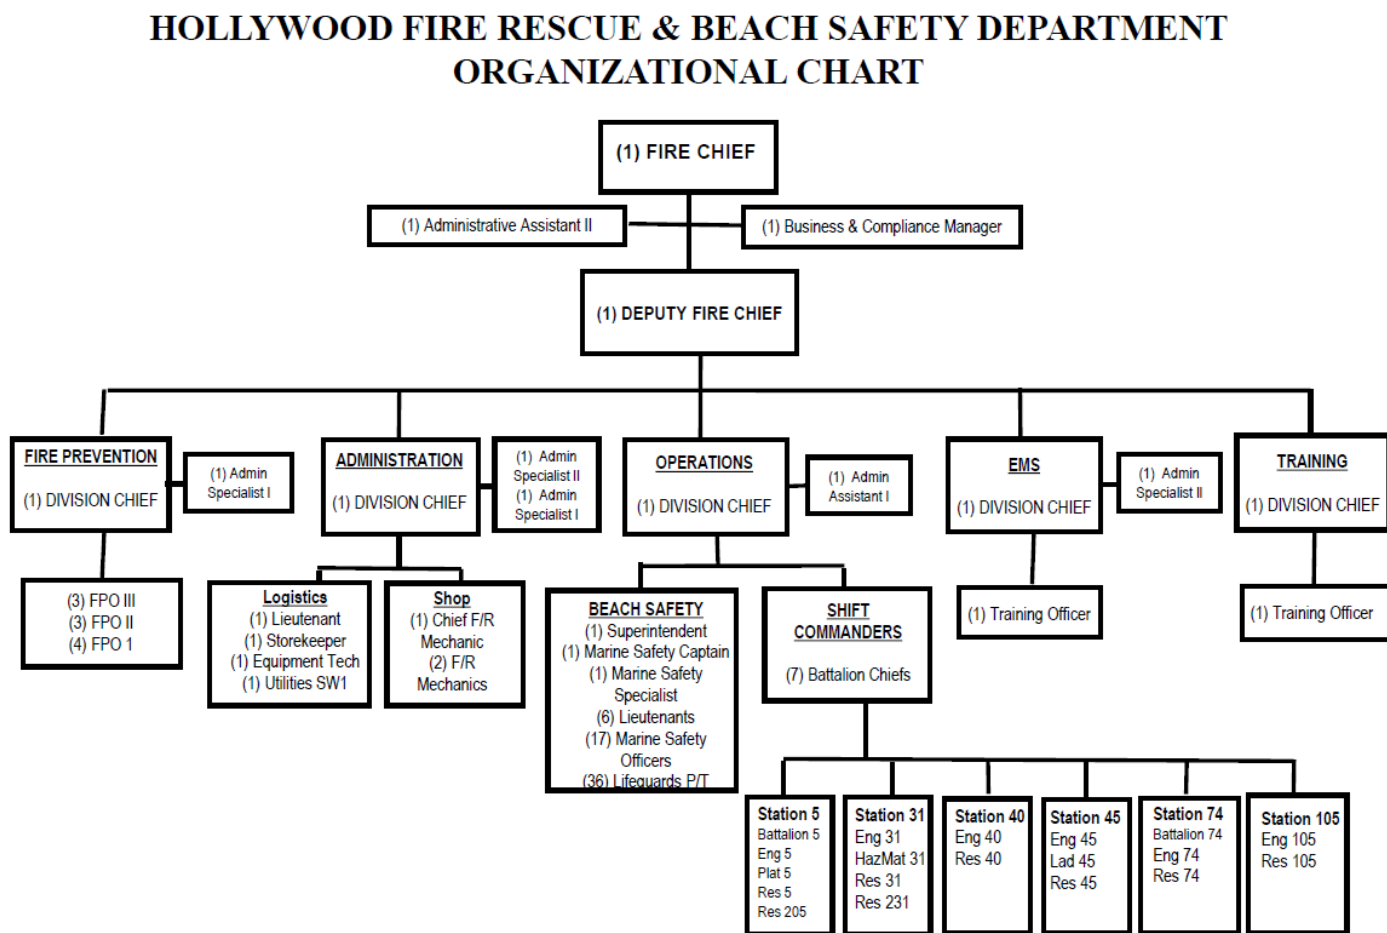 HOLLYWOOD FIRE RESCUE & BEACH SAFETY DEPARTMENT
ORGANIZATIONAL CHART
(1) FIRE CHIEF
(1) Administrative Assistant II
(1) Business & Compliance Manager
(1) DEPUTY FIRE CHIEF
FIRE PREVENTION
(1) DIVISION CHIEF
(1) Admin
Specialist I
ADMINISTRATION
(1) DIVISION CHIEF
(1) Admin
Specialist II
(1) Admin
Specialist I
OPERATIONS
(1) DIVISION CHIEF
(1) Admin
Assistant I
EMS
(1) DIVISION CHIEF
(1) Admin
Specialist II
TRAINING
(1) DIVISION CHIEF
(3) FPO III
(3) FPO II
(4) FPO 1
Logistics
(1) Lieutenant
(1) Storekeeper
(1) Equipment Tech
(1) Utilities SW1
Shop
(1) Chief F/R
Mechanic
(2) F/R
Mechanics
BEACH SAFETY
(1) Superintendent
(1) Marine Safety Captain
(1) Marine Safety
Specialist
(6) Lieutenants
(17) Marine Safety
Officers
(36) Lifeguards P/T
SHIFT
COMMANDERS
(7) Battalion Chiefs
(1) Training Officer
(1) Training Officer
Station 5
Battalion 5
Eng 5
Plat 5
Res 5
Res 205
Station 31
Eng 31
HazMat 31
Res 31
Res 231
Station 40
Eng 40
Res 40
Station 45
Eng 45
Lad 45
Res 45
Station 74
Battalion 74
Eng 74
Res 74
Station 105
Eng 105
Res 105